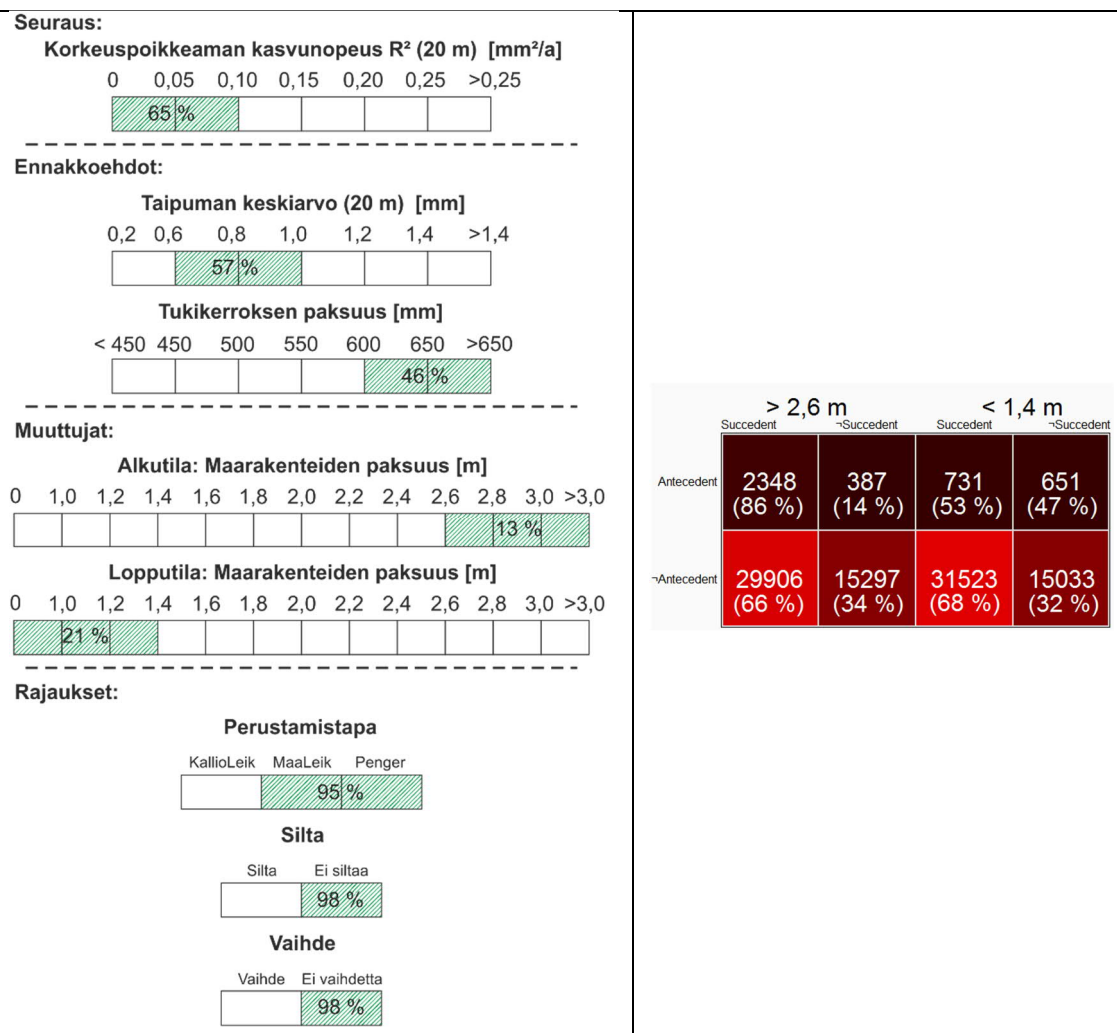 Seuraus:
Korkeuspoikkeaman kasvunopeus R² (20 m) [mm²/a]
0 0,05 0,10 0,15 0,20 0,25 >0,25
65 %
Ennakkoehdot:
Taipuman keskiarvo (20 m) [mm]
0,2 0,6 0,8 1,0 1,2 1,4 >1,4
57 %
Tukikerroksen paksuus [mm]
< 450 450 500 550 600 650 >650
46 %
Muuttujat:
Alkutila: Maarakenteiden paksuus [m]
0 1,0 1,2 1,4 1,6 1,8 2,0 2,2 2,4 2,6 2,8 3,0 >3,0
13 %
Lopputila: Maarakenteiden paksuus [m]
0 1,0 1,2 1,4 1,6 1,8 2,0 2,2 2,4 2,6 2,8 3,0 >3,0
21 %
Rajaukset:
Perustamistapa
KallioLeik MaaLeik Penger
95 %
Silta
Silta Ei siltaa
98 %
Vaihde
Vaihde Ei vaihdetta
98 %
> 2,6 m < 1,4 m
Succedent ¬Succedent Succedent ¬Succedent
Antecedent 2348 387 731 651
(86 %) (14 %) (53 %) (47 %)
¬Antecedent 29906 15297 31523 15033
(66 %) (34 %) (68 %) (32 %)